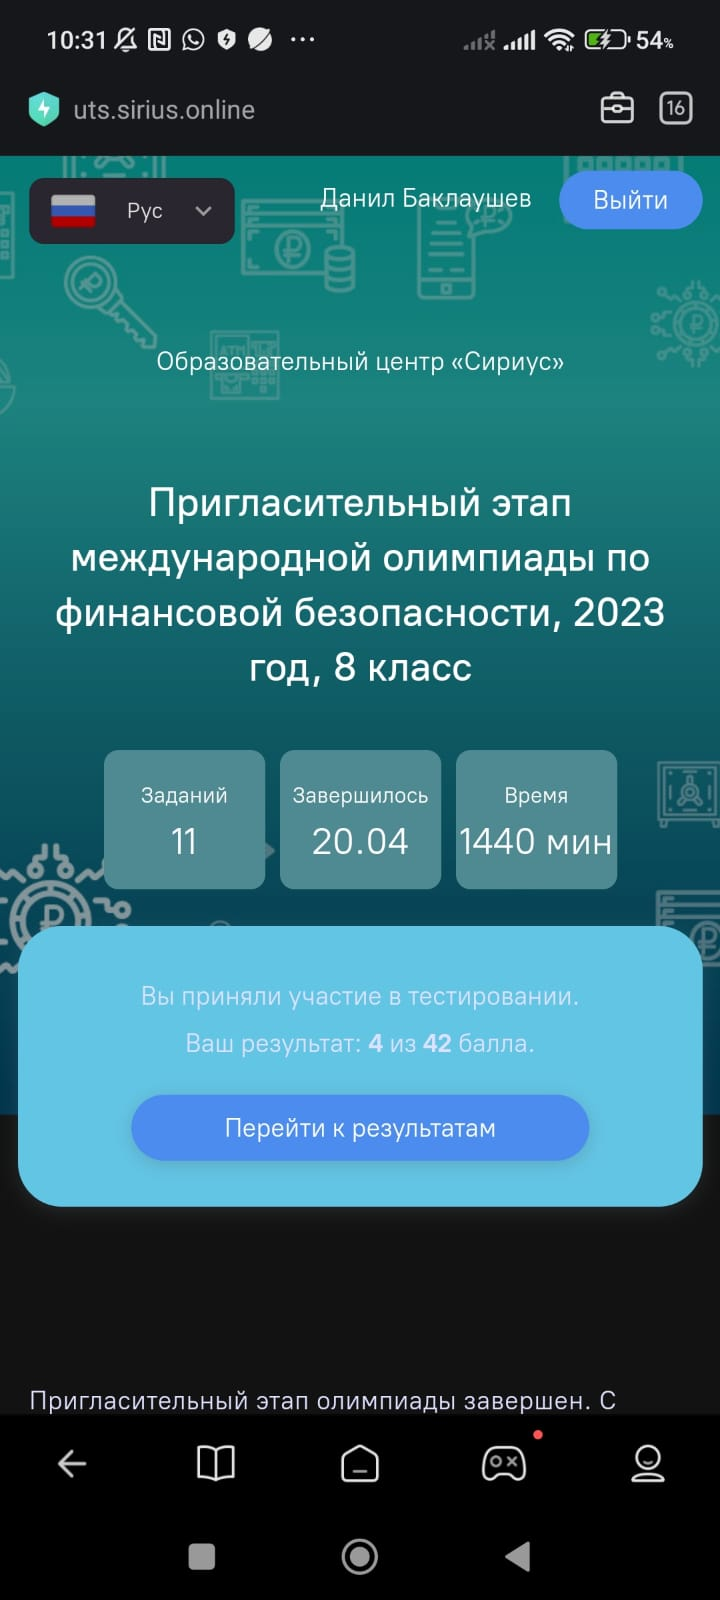 10:31
54%
uts.sirius.online
16
Рус
Данил Баклаушев
Выйти
Образовательный центр «Сириус»
Пригласительный этап
международной олимпиады по
финансовой безопасности, 2023
год, 8 класс
Заданий
11
Завершилось
20.04
Время
1440 мин
Вы приняли участие в тестировании.
Ваш результат: 4 из 42 балла.
Перейти к результатам
Пригласительный этап олимпиады завершен. С